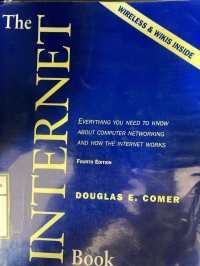 The
INTERNET
Book
WIRELESS & WIKIS INSIDE
EVERYTHING YOU NEED TO KNOW
ABOUT COMPUTER NETWORKING
AND HOW THE INTERNET WORKS
FOURTH EDITION
DOUGLAS E. COMER